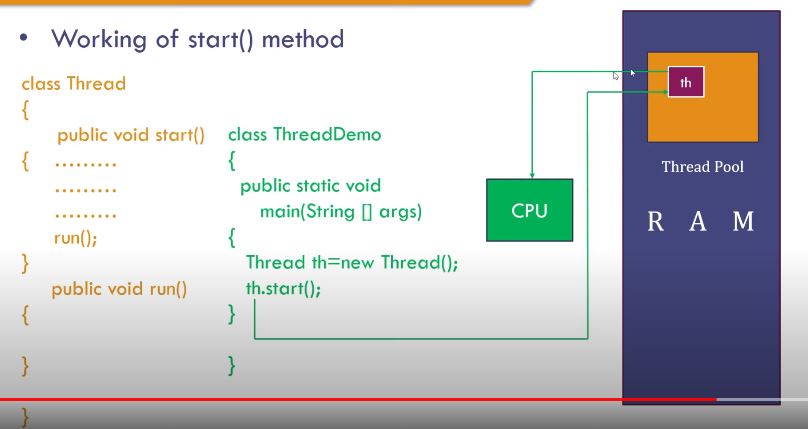 • Working of start() method
class Thread
{
public void start()
{ .........
.........
.........
run();
}
public void run()
{
}
}
class ThreadDemo
{
public static void
main(String [] args)
{
Thread th=new Thread();
th.start();
}
}
CPU
th
Thread Pool
R A M